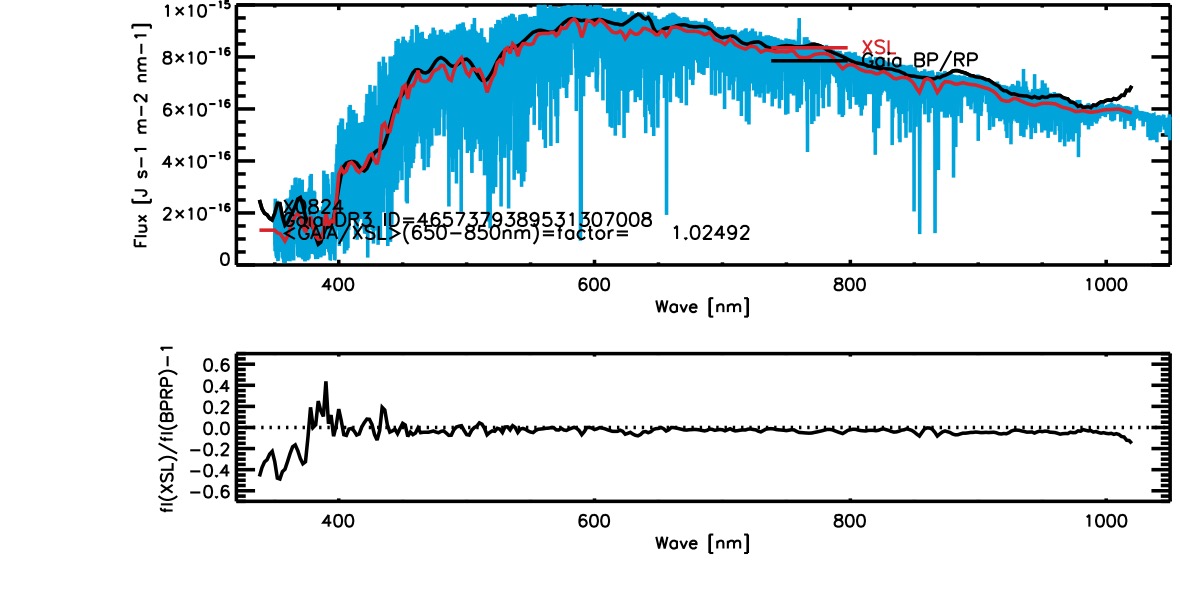 1×10⁻¹⁵
8×10⁻¹⁶
6×10⁻¹⁶
4×10⁻¹⁶
2×10⁻¹⁶
0
Flux [J s−1 m−2 nm−1]
XSL
Gaia BP/RP
X0824
Gaia DR3 ID=4657379389531307008
<GAIA/XSL>(650−850nm)=factor= 1.02492
400 600 800 1000
Wave [nm]
0.6
0.4
0.2
0.0
−0.2
−0.4
−0.6
fl(XSL)/fl(BPRP)−1
400 600 800 1000
Wave [nm]